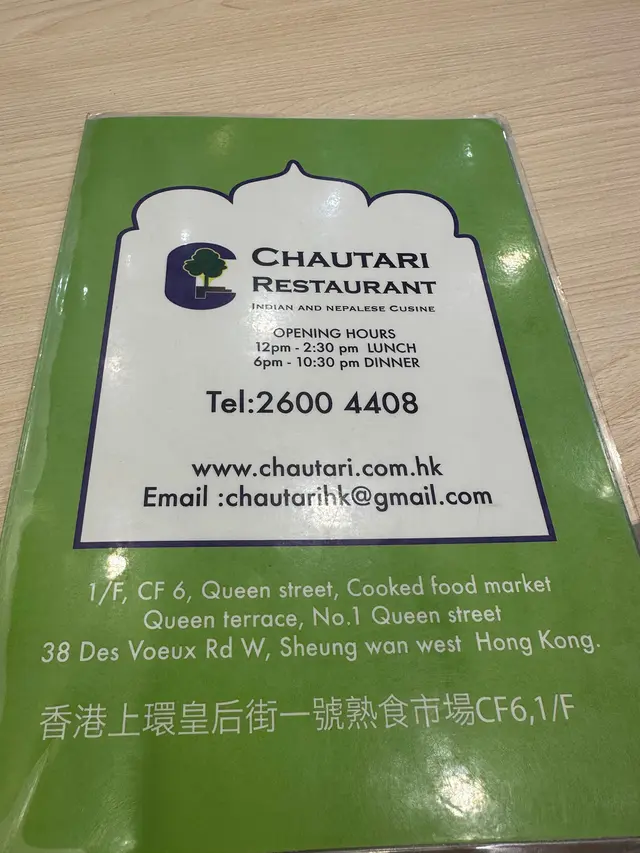 CHAUTARI
RESTAURANT
INDIAN AND NEPALESE CUSINE
OPENING HOURS
12pm - 2:30 pm LUNCH
6pm - 10:30 pm DINNER
Tel:2600 4408
www.chautari.com.hk
Email :chautarihk@gmail.com
1/F, CF 6, Queen street, Cooked food market
Queen terrace, No.1 Queen street
38 Des Voeux Rd W, Sheung wan west Hong Kong.
香港上環皇后街一號熟食市場CF6,1/F